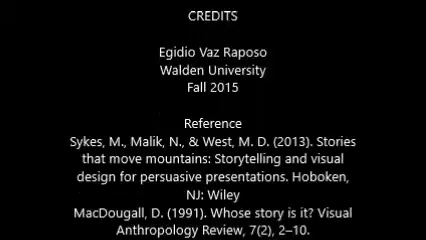 CREDITS
Egidio Vaz Raposo
Walden University
Fall 2015
Reference
Sykes, M., Malik, N., & West, M. D. (2013). Stories
that move mountains: Storytelling and visual
design for persuasive presentations. Hoboken,
NJ: Wiley
MacDougall, D. (1991). Whose story is it? Visual
Anthropology Review, 7(2), 2–10.